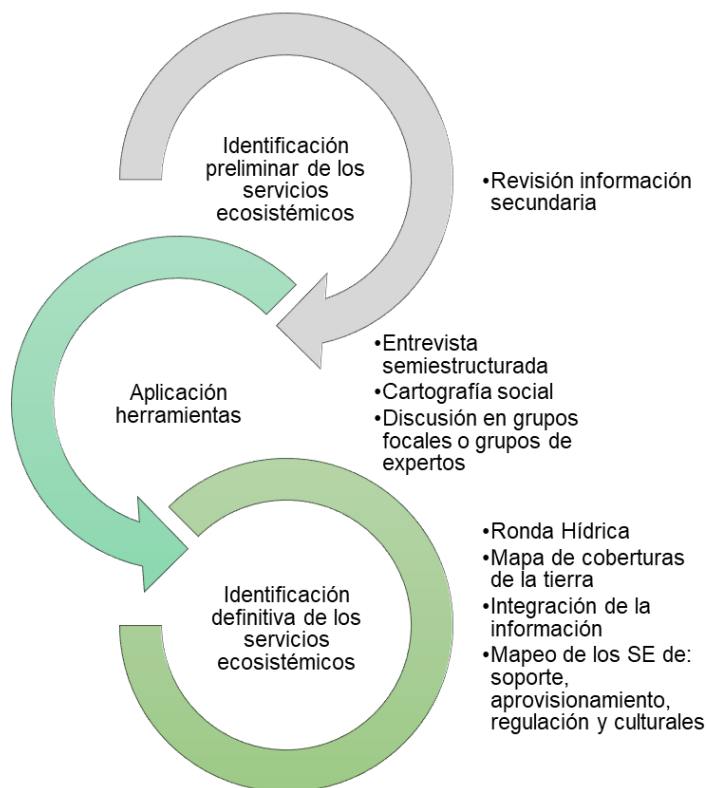 Identificación
preliminar de los
servicios
ecosistémicos
•Revisión información
secundaria
Aplicación
herramientas
•Entrevista
semiestructurada
•Cartografía social
•Discusión en grupos
focales o grupos de
expertos
Identificación
definitiva de los
servicios
ecosistémicos
•Ronda Hídrica
•Mapa de coberturas
de la tierra
•Integración de la
información
•Mapeo de los SE de:
soporte,
aprovisionamiento,
regulación y culturales